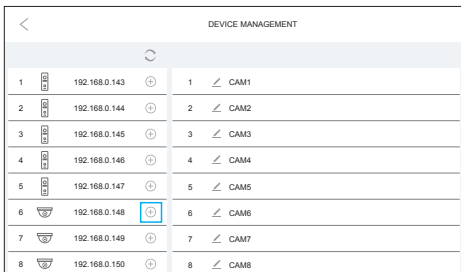 DEVICE MANAGEMENT
1 192.168.0.143 1 CAM1
2 192.168.0.144 2 CAM2
3 192.168.0.145 3 CAM3
4 192.168.0.146 4 CAM4
5 192.168.0.147 5 CAM5
6 192.168.0.148 6 CAM6
7 192.168.0.149 7 CAM7
8 192.168.0.150 8 CAM8